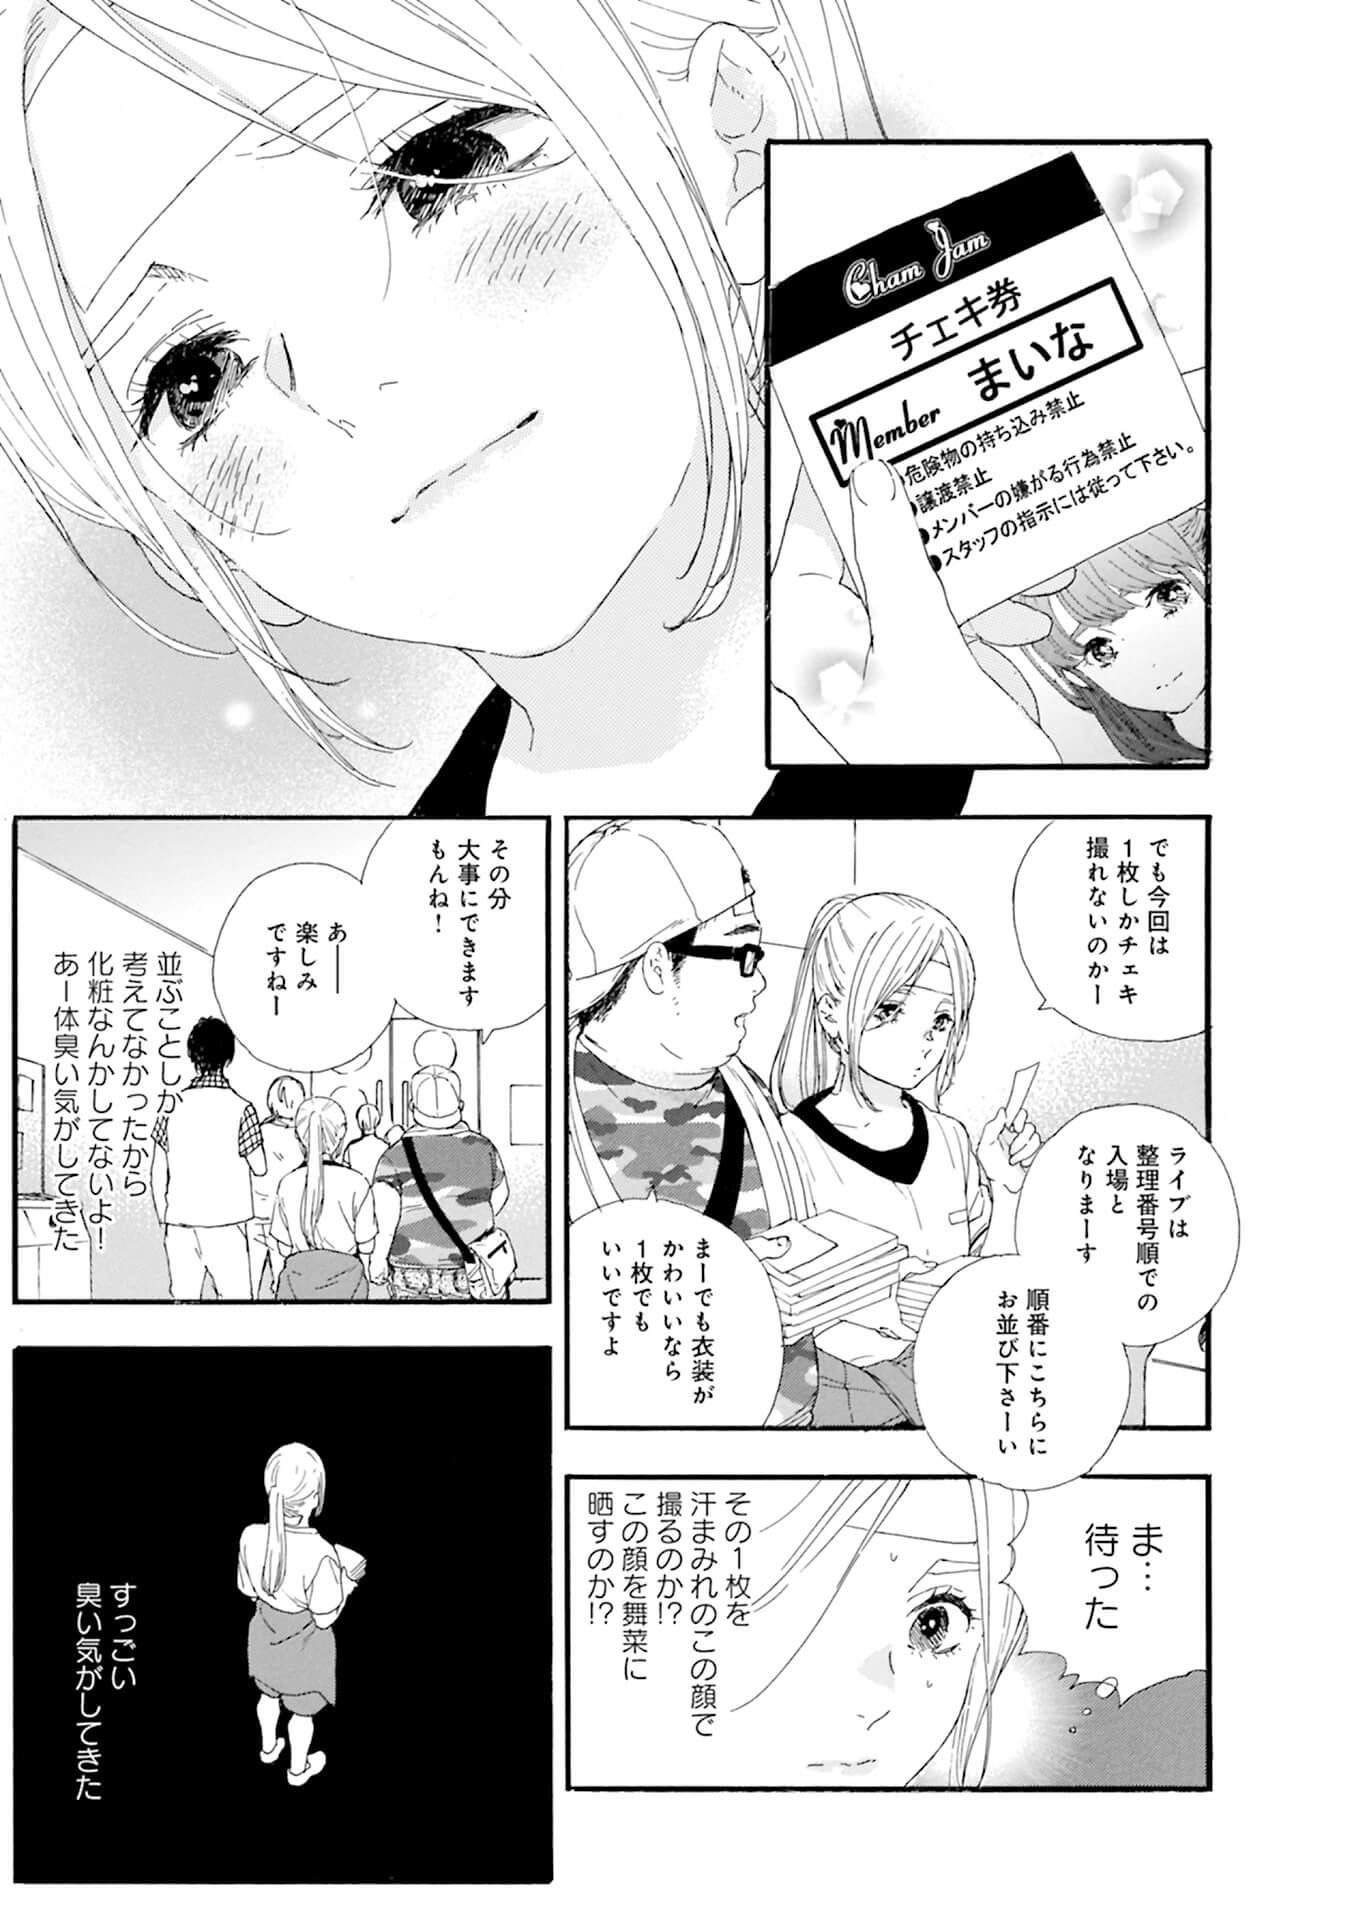 Cham Jam
チェキ券
Member まいな
●危険物の持ち込み禁止
●譲渡禁止
●メンバーの嫌がる行為禁止
●スタッフの指示には従って下さい。
でも今回は
1枚しかチェキ
撮れないのかー
ライブは
整理番号順での
入場と
なりまーす
順番にこちらに
お並び下さーい
まーでも衣装が
かわいいなら
1枚でも
いいですよ
その分
大事にできます
もんね!
あー
楽しみ
ですねー
並ぶことしか
考えてなかったから
化粧なんかしてないよ!
あー体臭い気がしてきた
ま…
待った
その1枚を
汗まみれのこの顔で
撮るのか!?
この顔を舞菜に
晒すのか!?
すっごい
臭い気がしてきた